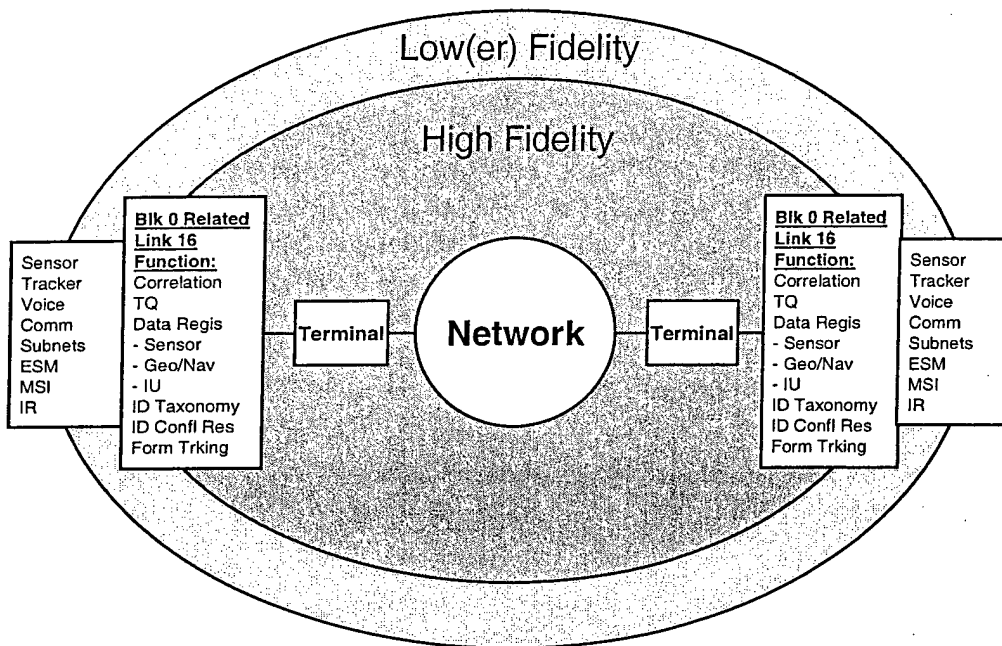 Low(er) Fidelity
High Fidelity
Sensor
Tracker
Voice
Comm
Subnets
ESM
MSI
IR
Blk 0 Related
Link 16
Function:
Correlation
TQ
Data Regis
- Sensor
- Geo/Nav
- IU
ID Taxonomy
ID Confl Res
Form Trking
Terminal
Network
Terminal
Blk 0 Related
Link 16
Function:
Correlation
TQ
Data Regis
- Sensor
- Geo/Nav
- IU
ID Taxonomy
ID Confl Res
Form Trking
Sensor
Tracker
Voice
Comm
Subnets
ESM
MSI
IR